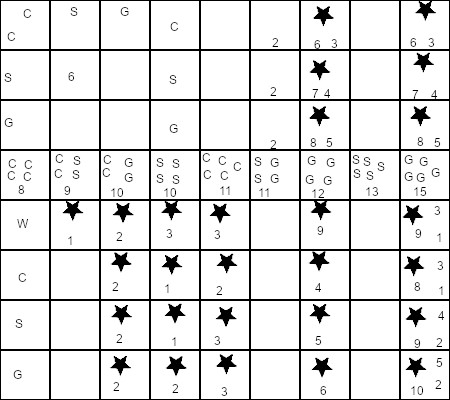 C S G
C C
2 6 3 6 3
S 6 S
2 7 4 7 4
G G
2 8 5 8 5
C C C S C G S S C C C S G G G S S S G G G
C C C S C G S S C C S G G G S S G G
8 9 10 10 11 11 12 13 15
W 1 2 3 3 9 9 3 1
C 2 1 2 4 8 3 1
S 2 1 3 5 9 4 2
G 2 2 3 6 10 5 2